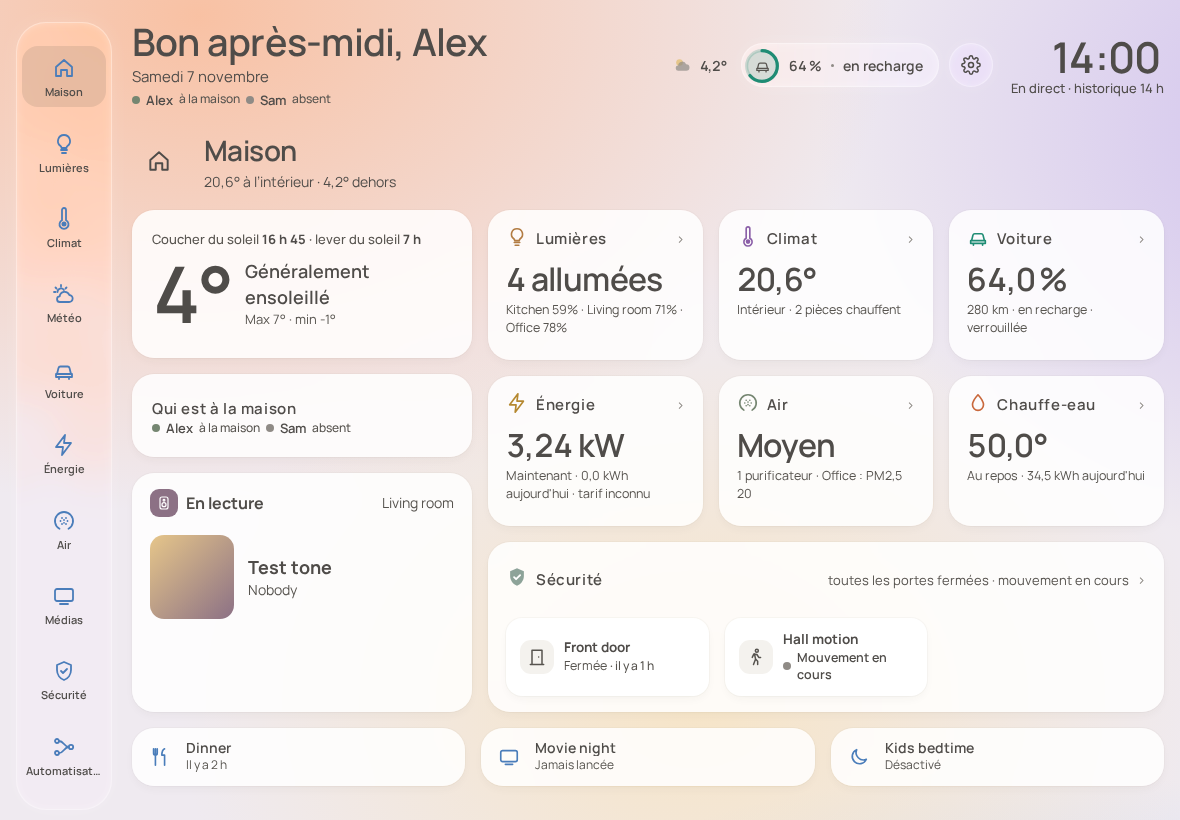 Maison
Lumières
Climat
Météo
Voiture
Énergie
Air
Médias
Sécurité
Automatisat...
Bon après-midi, Alex
Samedi 7 novembre
Alex à la maison Sam absent
4,2°
64 % • en recharge
14:00
En direct · historique 14 h
Maison
20,6° à l'intérieur · 4,2° dehors
Coucher du soleil 16 h 45 · lever du soleil 7 h
4°
Généralement
ensoleillé
Max 7° · min -1°
Qui est à la maison
Alex à la maison Sam absent
En lecture
Living room
Test tone
Nobody
Lumières
4 allumées
Kitchen 59% · Living room 71% ·
Office 78%
Climat
20,6°
Intérieur · 2 pièces chauffent
Voiture
64,0 %
280 km · en recharge ·
verrouillée
Énergie
3,24 kW
Maintenant · 0,0 kWh
aujourd'hui · tarif inconnu
Air
Moyen
1 purificateur · Office : PM2,5
20
Chauffe-eau
50,0°
Au repos · 34,5 kWh aujourd'hui
Sécurité
toutes les portes fermées · mouvement en cours
Front door
Fermée · il y a 1 h
Hall motion
Mouvement en
cours
Dinner
Il y a 2 h
Movie night
Jamais lancée
Kids bedtime
Désactivé